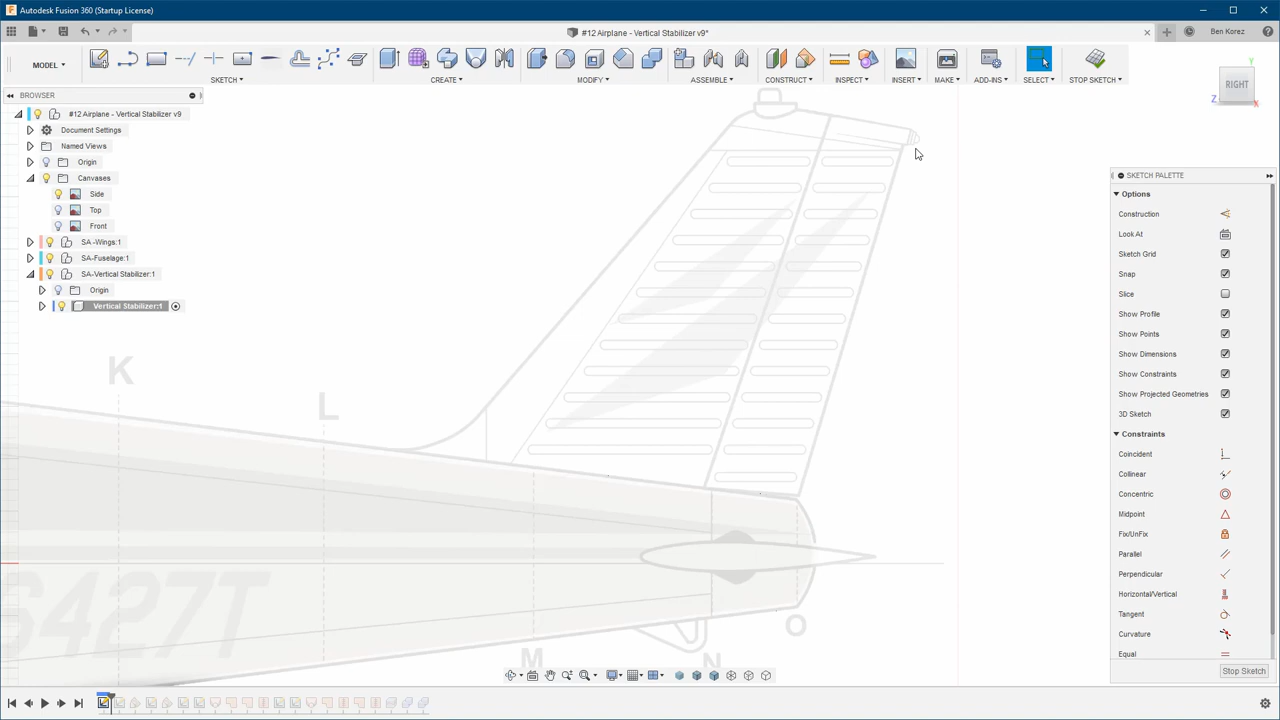 Autodesk Fusion 360 (Startup License)
#12 Airplane - Vertical Stabilizer v9*
Ben Korez
MODEL
SKETCH
CREATE
MODIFY
ASSEMBLE
CONSTRUCT
INSPECT
INSERT
MAKE
ADD-INS
SELECT
STOP SKETCH
BROWSER
#12 Airplane - Vertical Stabilizer v9
Document Settings
Named Views
Origin
Canvases
Side
Top
Front
SA -Wings:1
SA-Fuselage:1
SA-Vertical Stabilizer:1
Origin
Vertical Stabilizer:1
RIGHT
Y
Z
X
K
L
M
N
O
S427T
SKETCH PALETTE
Options
Construction
Look At
Sketch Grid
Snap
Slice
Show Profile
Show Points
Show Dimensions
Show Constraints
Show Projected Geometries
3D Sketch
Constraints
Coincident
Collinear
Concentric
Midpoint
Fix/UnFix
Parallel
Perpendicular
Horizontal/Vertical
Tangent
Curvature
Equal
Stop Sketch